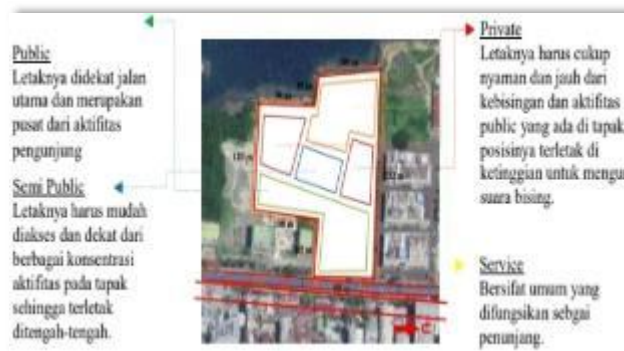 Public
Letaknya didekat jalan
utama dan merupakan
pusat dari aktifitas
pengunjung
Semi Public
Letaknya harus mudah
diakses dan dekat dari
berbagai konsentrasi
aktifitas pada tapak
sehingga terletak
ditengah-tengah.
Private
Letaknya harus cukup
nyaman dan jauh dari
kebisingan dan aktifitas
public yang ada di tapak
posisinya terletak di
ketinggian untuk mengu
suara bising.
Service
Bersifat umum yang
difungsikan sebgai
penunjang.